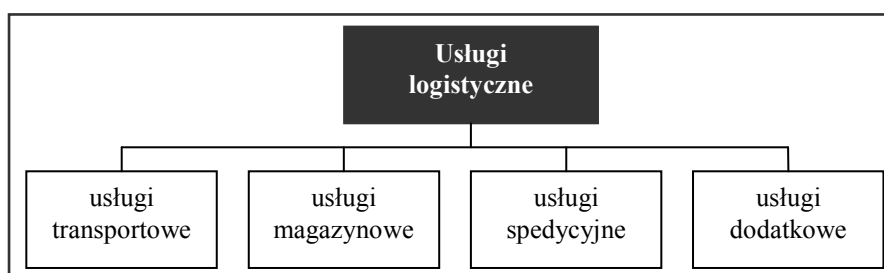 Usługi
logistyczne
usługi
transportowe
usługi
magazynowe
usługi
spedycyjne
usługi
dodatkowe